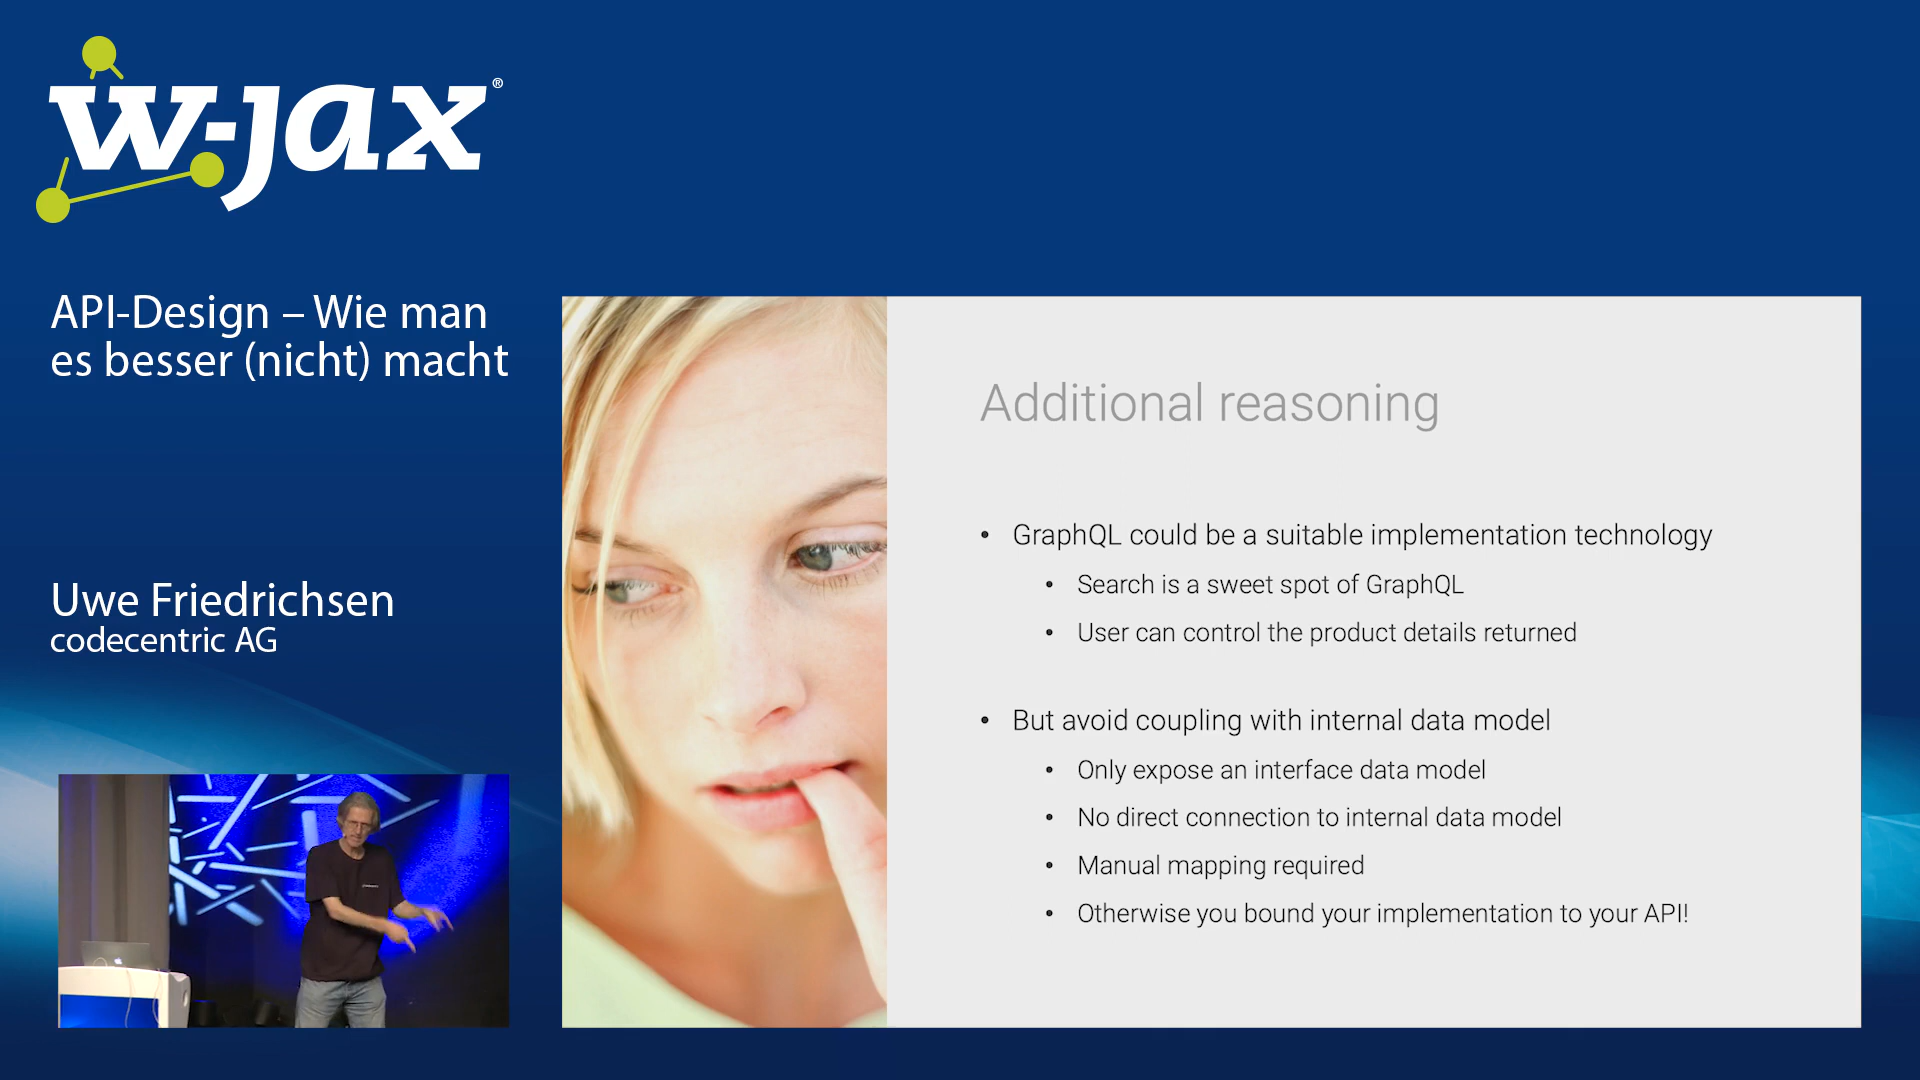 w-jax®
API-Design – Wie man
es besser (nicht) macht
Uwe Friedrichsen
codecentric AG
Additional reasoning
• GraphQL could be a suitable implementation technology
• Search is a sweet spot of GraphQL
• User can control the product details returned
• But avoid coupling with internal data model
• Only expose an interface data model
• No direct connection to internal data model
• Manual mapping required
• Otherwise you bound your implementation to your API!